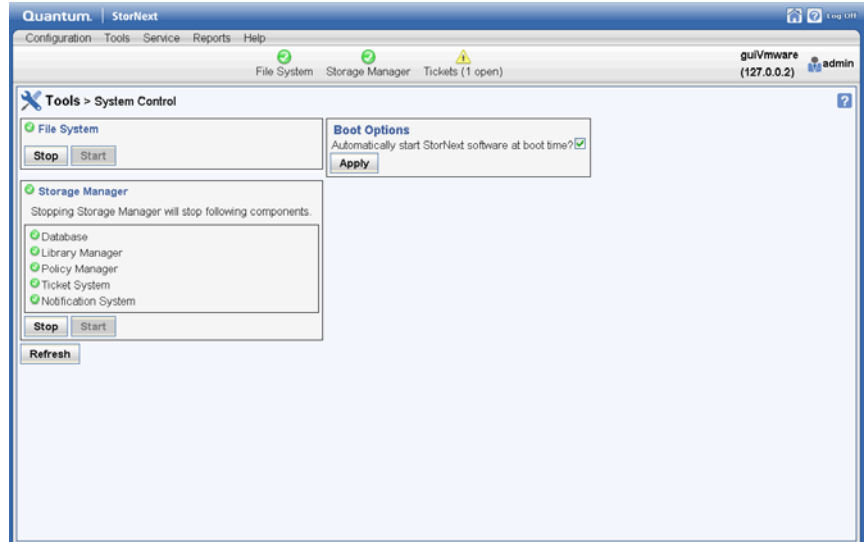 Quantum. StorNext Log Off
Configuration Tools Service Reports Help
File System Storage Manager Tickets (1 open)
guiVmware
(127.0.0.2)
admin
Tools > System Control
File System
Stop Start
Boot Options
Automatically start StorNext software at boot time?
Apply
Storage Manager
Stopping Storage Manager will stop following components.
Database
Library Manager
Policy Manager
Ticket System
Notification System
Stop Start
Refresh